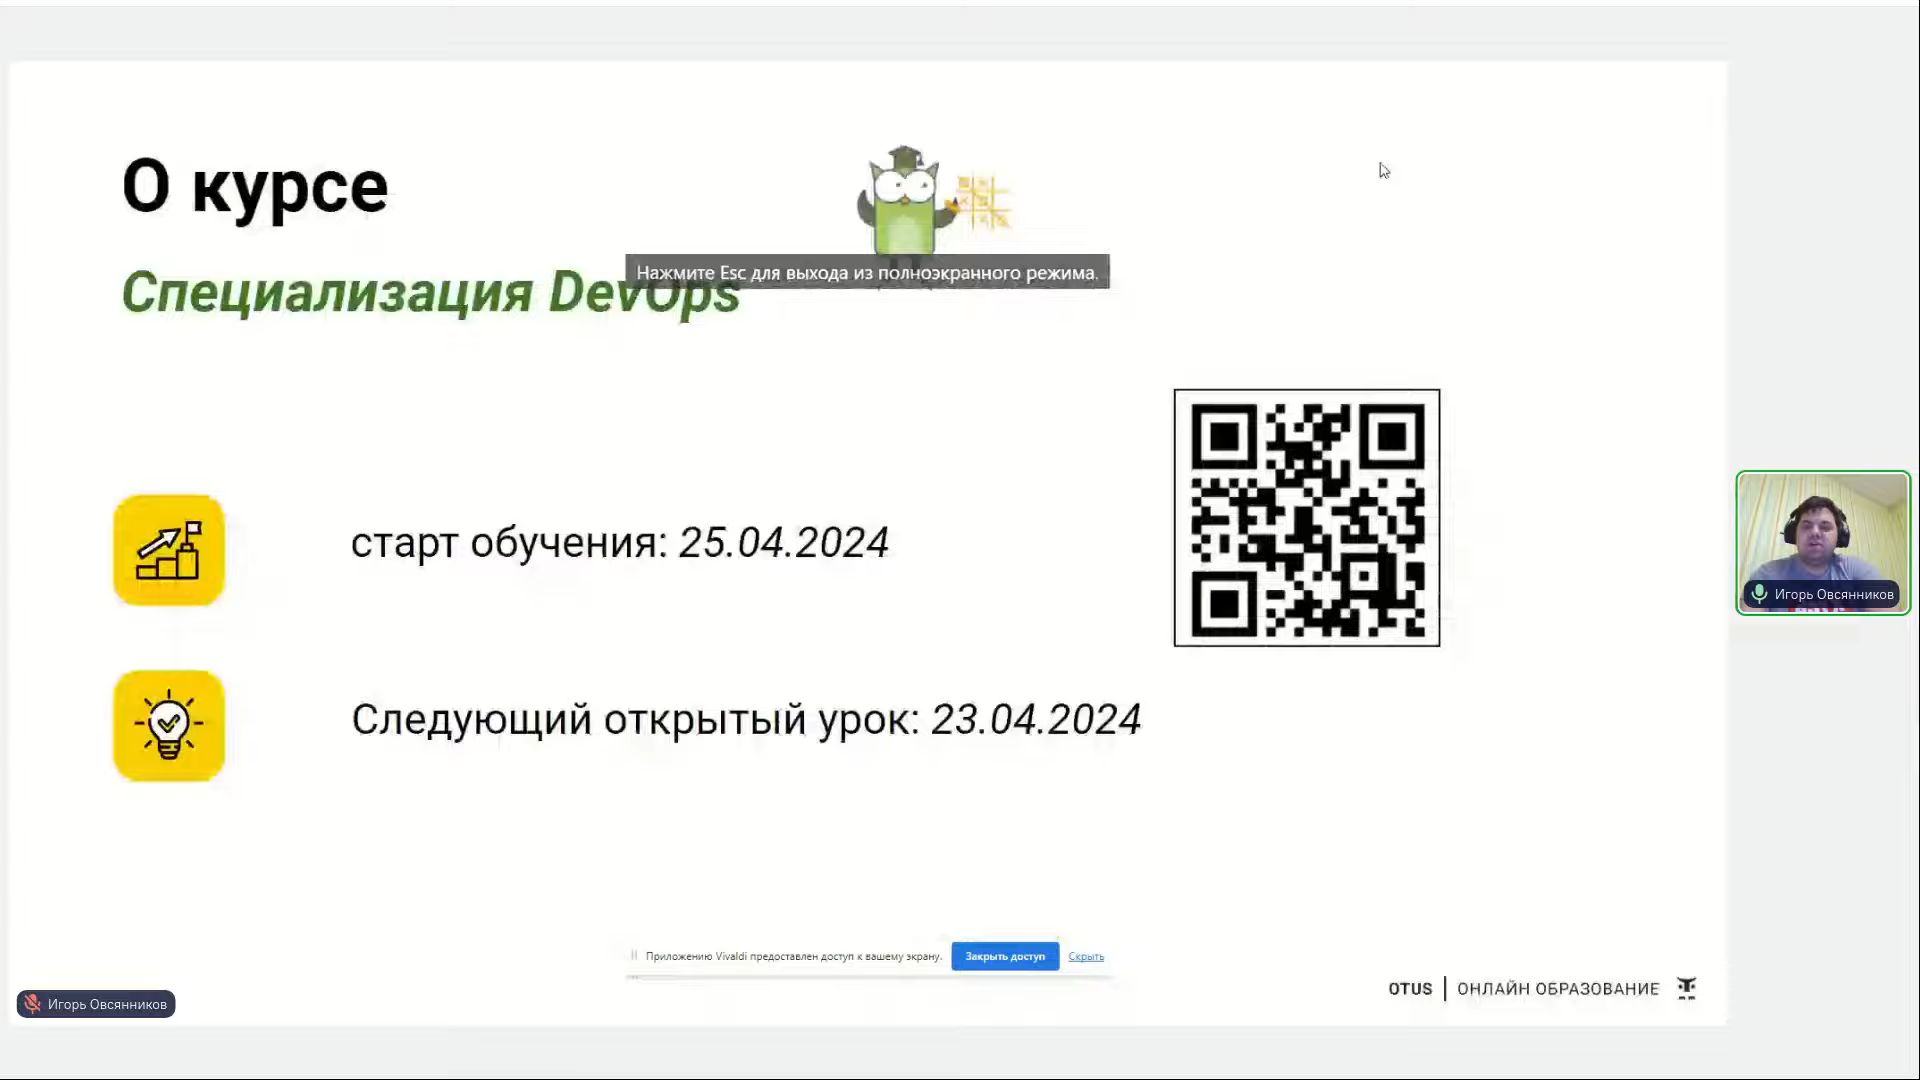 О курсе
Нажмите Esc для выхода из полноэкранного режима.
Специализация DevOps
старт обучения: 25.04.2024
Игорь Овсянников
Следующий открытый урок: 23.04.2024
Приложению Vivaldi предоставлен доступ к вашему экрану. Закрыть доступ Скрыть
OTUS | ОНЛАЙН ОБРАЗОВАНИЕ
Игорь Овсянников